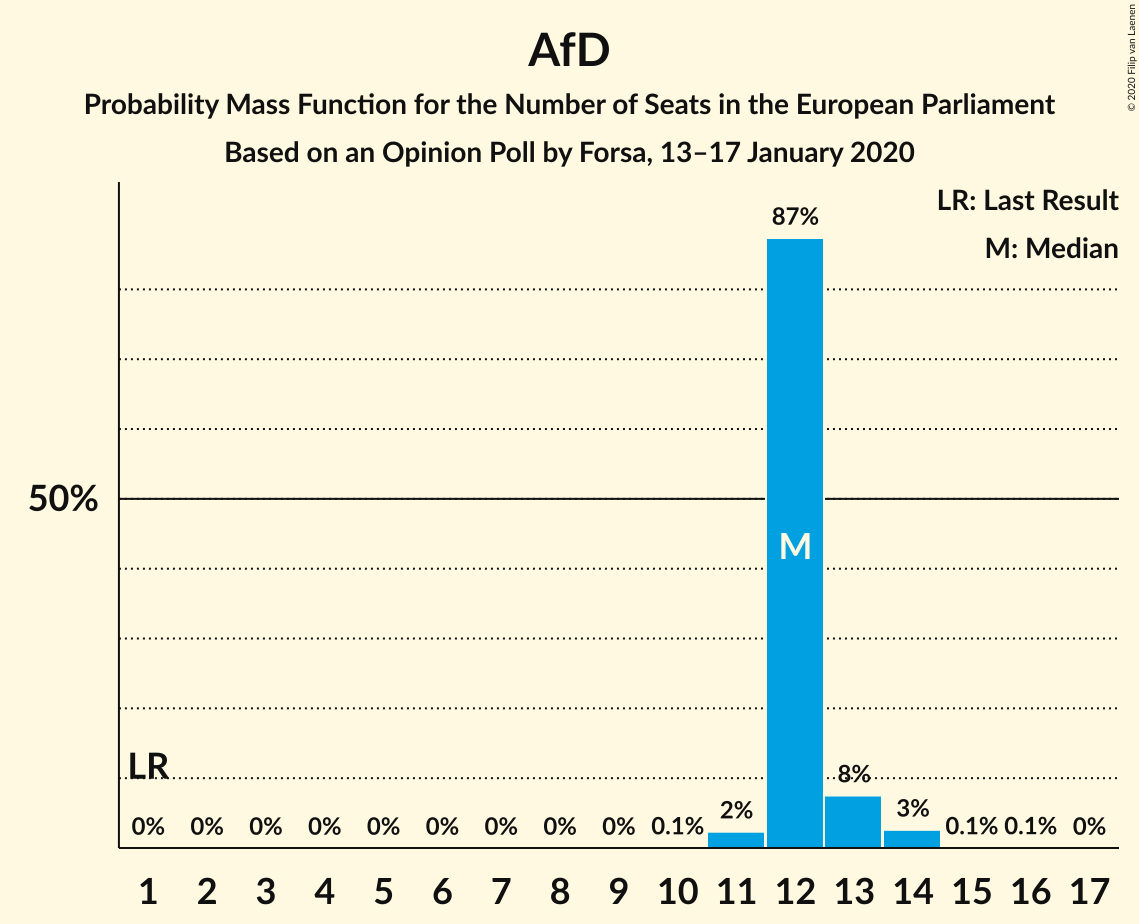 AfD
Probability Mass Function for the Number of Seats in the European Parliament
Based on an Opinion Poll by Forsa, 13–17 January 2020
© 2020 Filip van Laenen
LR: Last Result
M: Median
87%
50%
M
LR
0% 0% 0% 0% 0% 0% 0% 0% 0% 0.1% 2% 8% 3% 0.1% 0.1% 0%
1 2 3 4 5 6 7 8 9 10 11 12 13 14 15 16 17